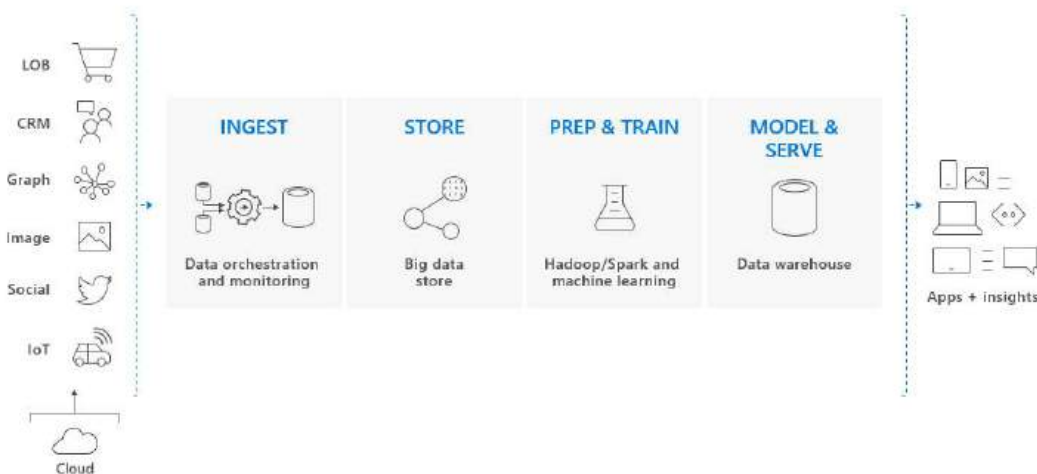 LOB
CRM
Graph
Image
Social
IoT
Cloud
INGEST
Data orchestration
and monitoring
STORE
Big data
store
PREP & TRAIN
Hadoop/Spark and
machine learning
MODEL &
SERVE
Data warehouse
Apps + insights